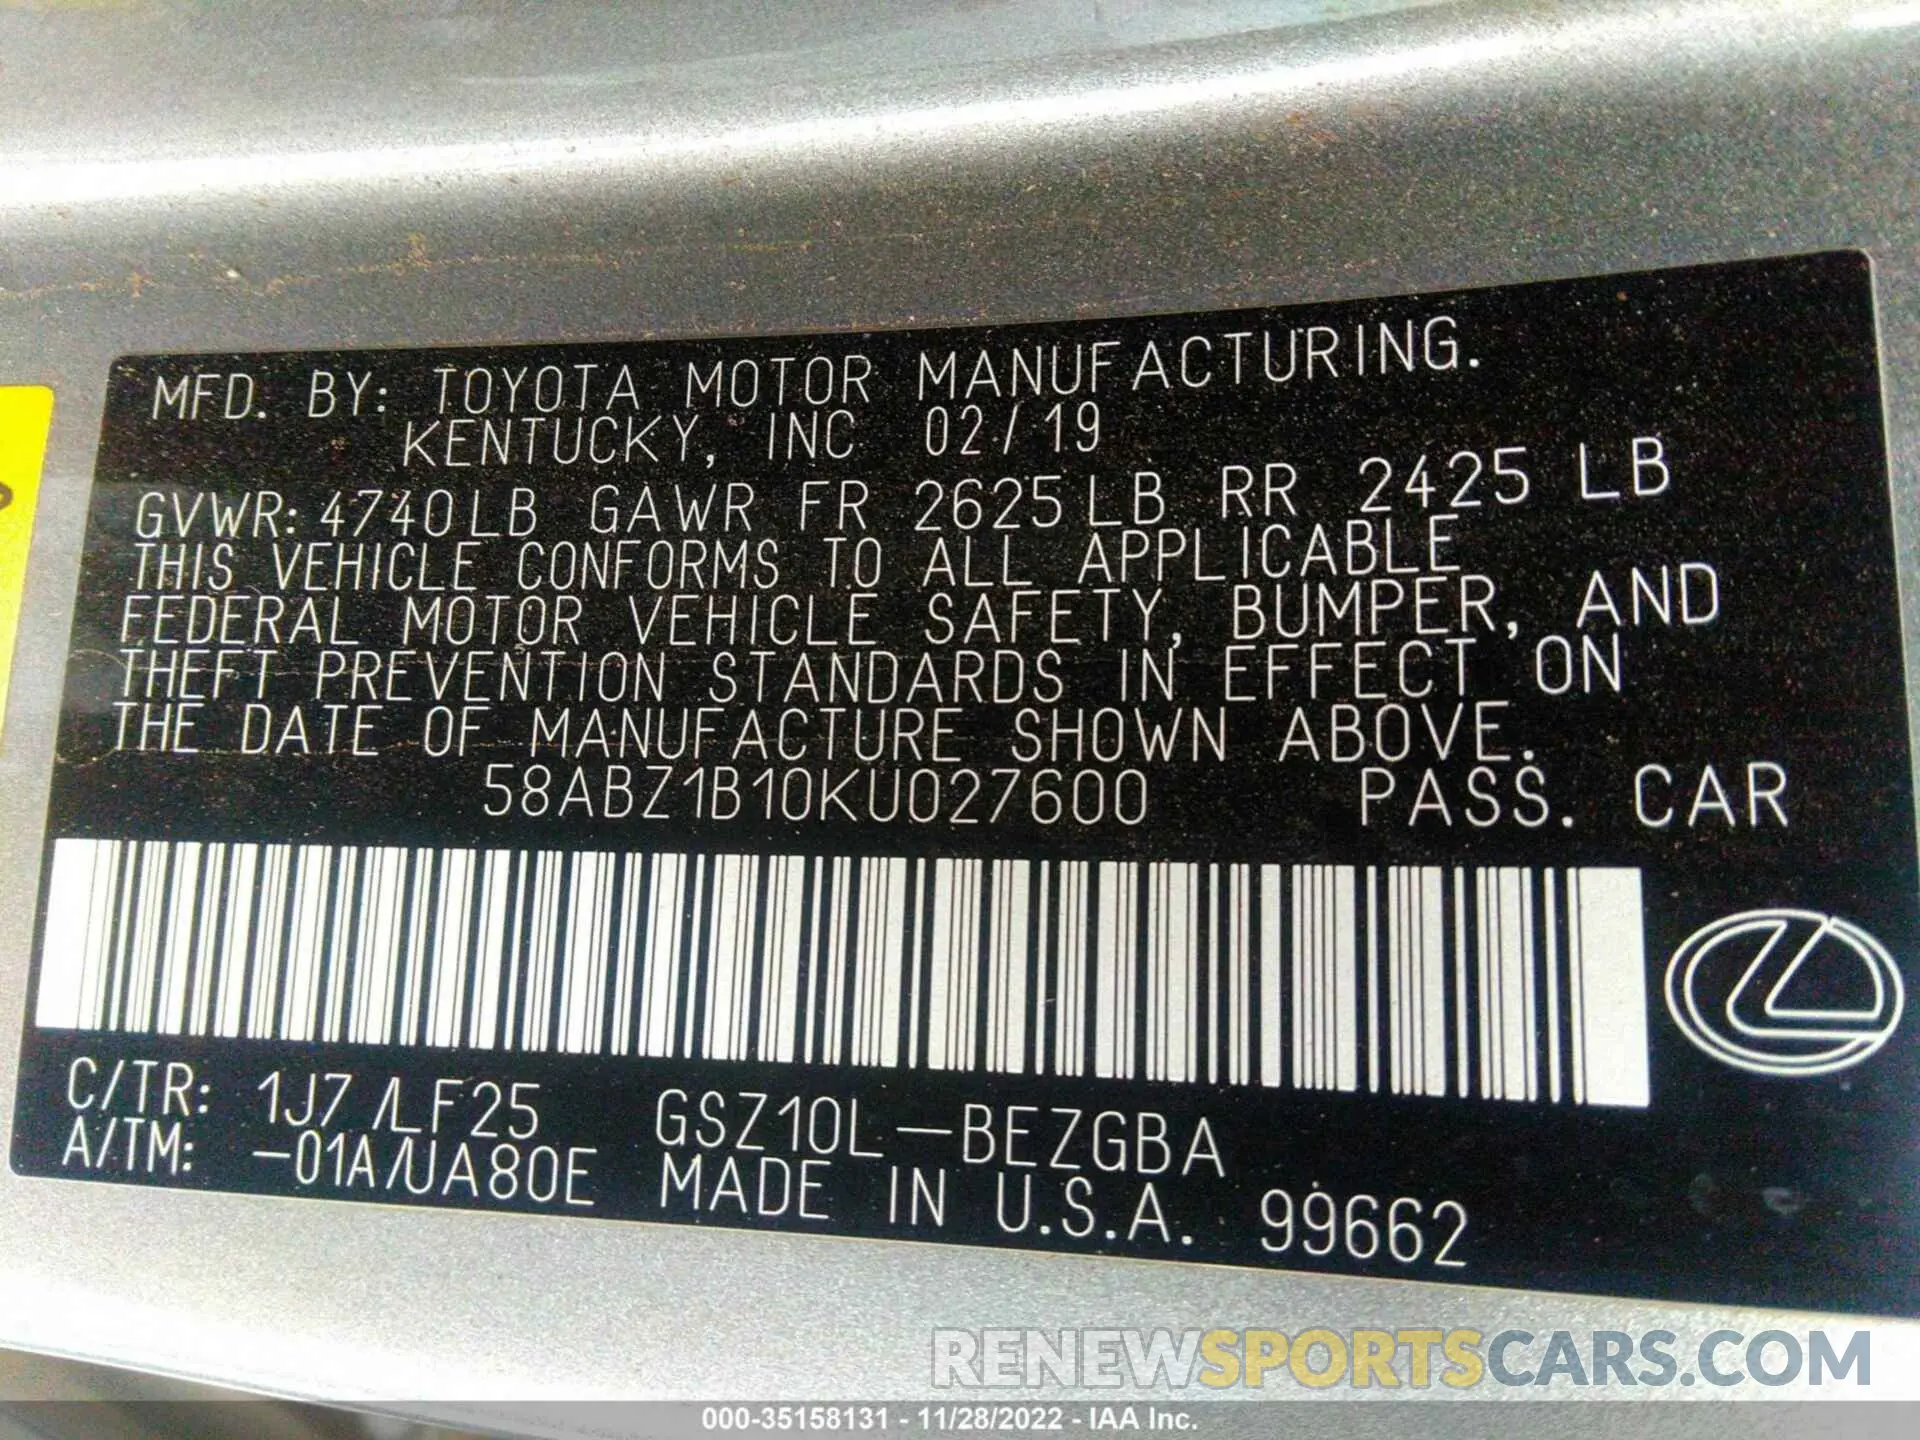 MFD. BY: TOYOTA MOTOR MANUFACTURING.
KENTUCKY, INC 02/19
GVWR: 4740LB GAWR FR 2625LB RR 2425 LB
THIS VEHICLE CONFORMS TO ALL APPLICABLE
FEDERAL MOTOR VEHICLE SAFETY, BUMPER, AND
THEFT PREVENTION STANDARDS IN EFFECT ON
THE DATE OF MANUFACTURE SHOWN ABOVE.
58ABZ1B10KU027600 PASS. CAR
C/TR: 1J7/LF25 GSZ10L-BEZGBA
A/TM: -01A/UA80E MADE IN U.S.A. 99662
RENEWSPORTSCARS.COM
000-35158131 - 11/28/2022 - IAA Inc.